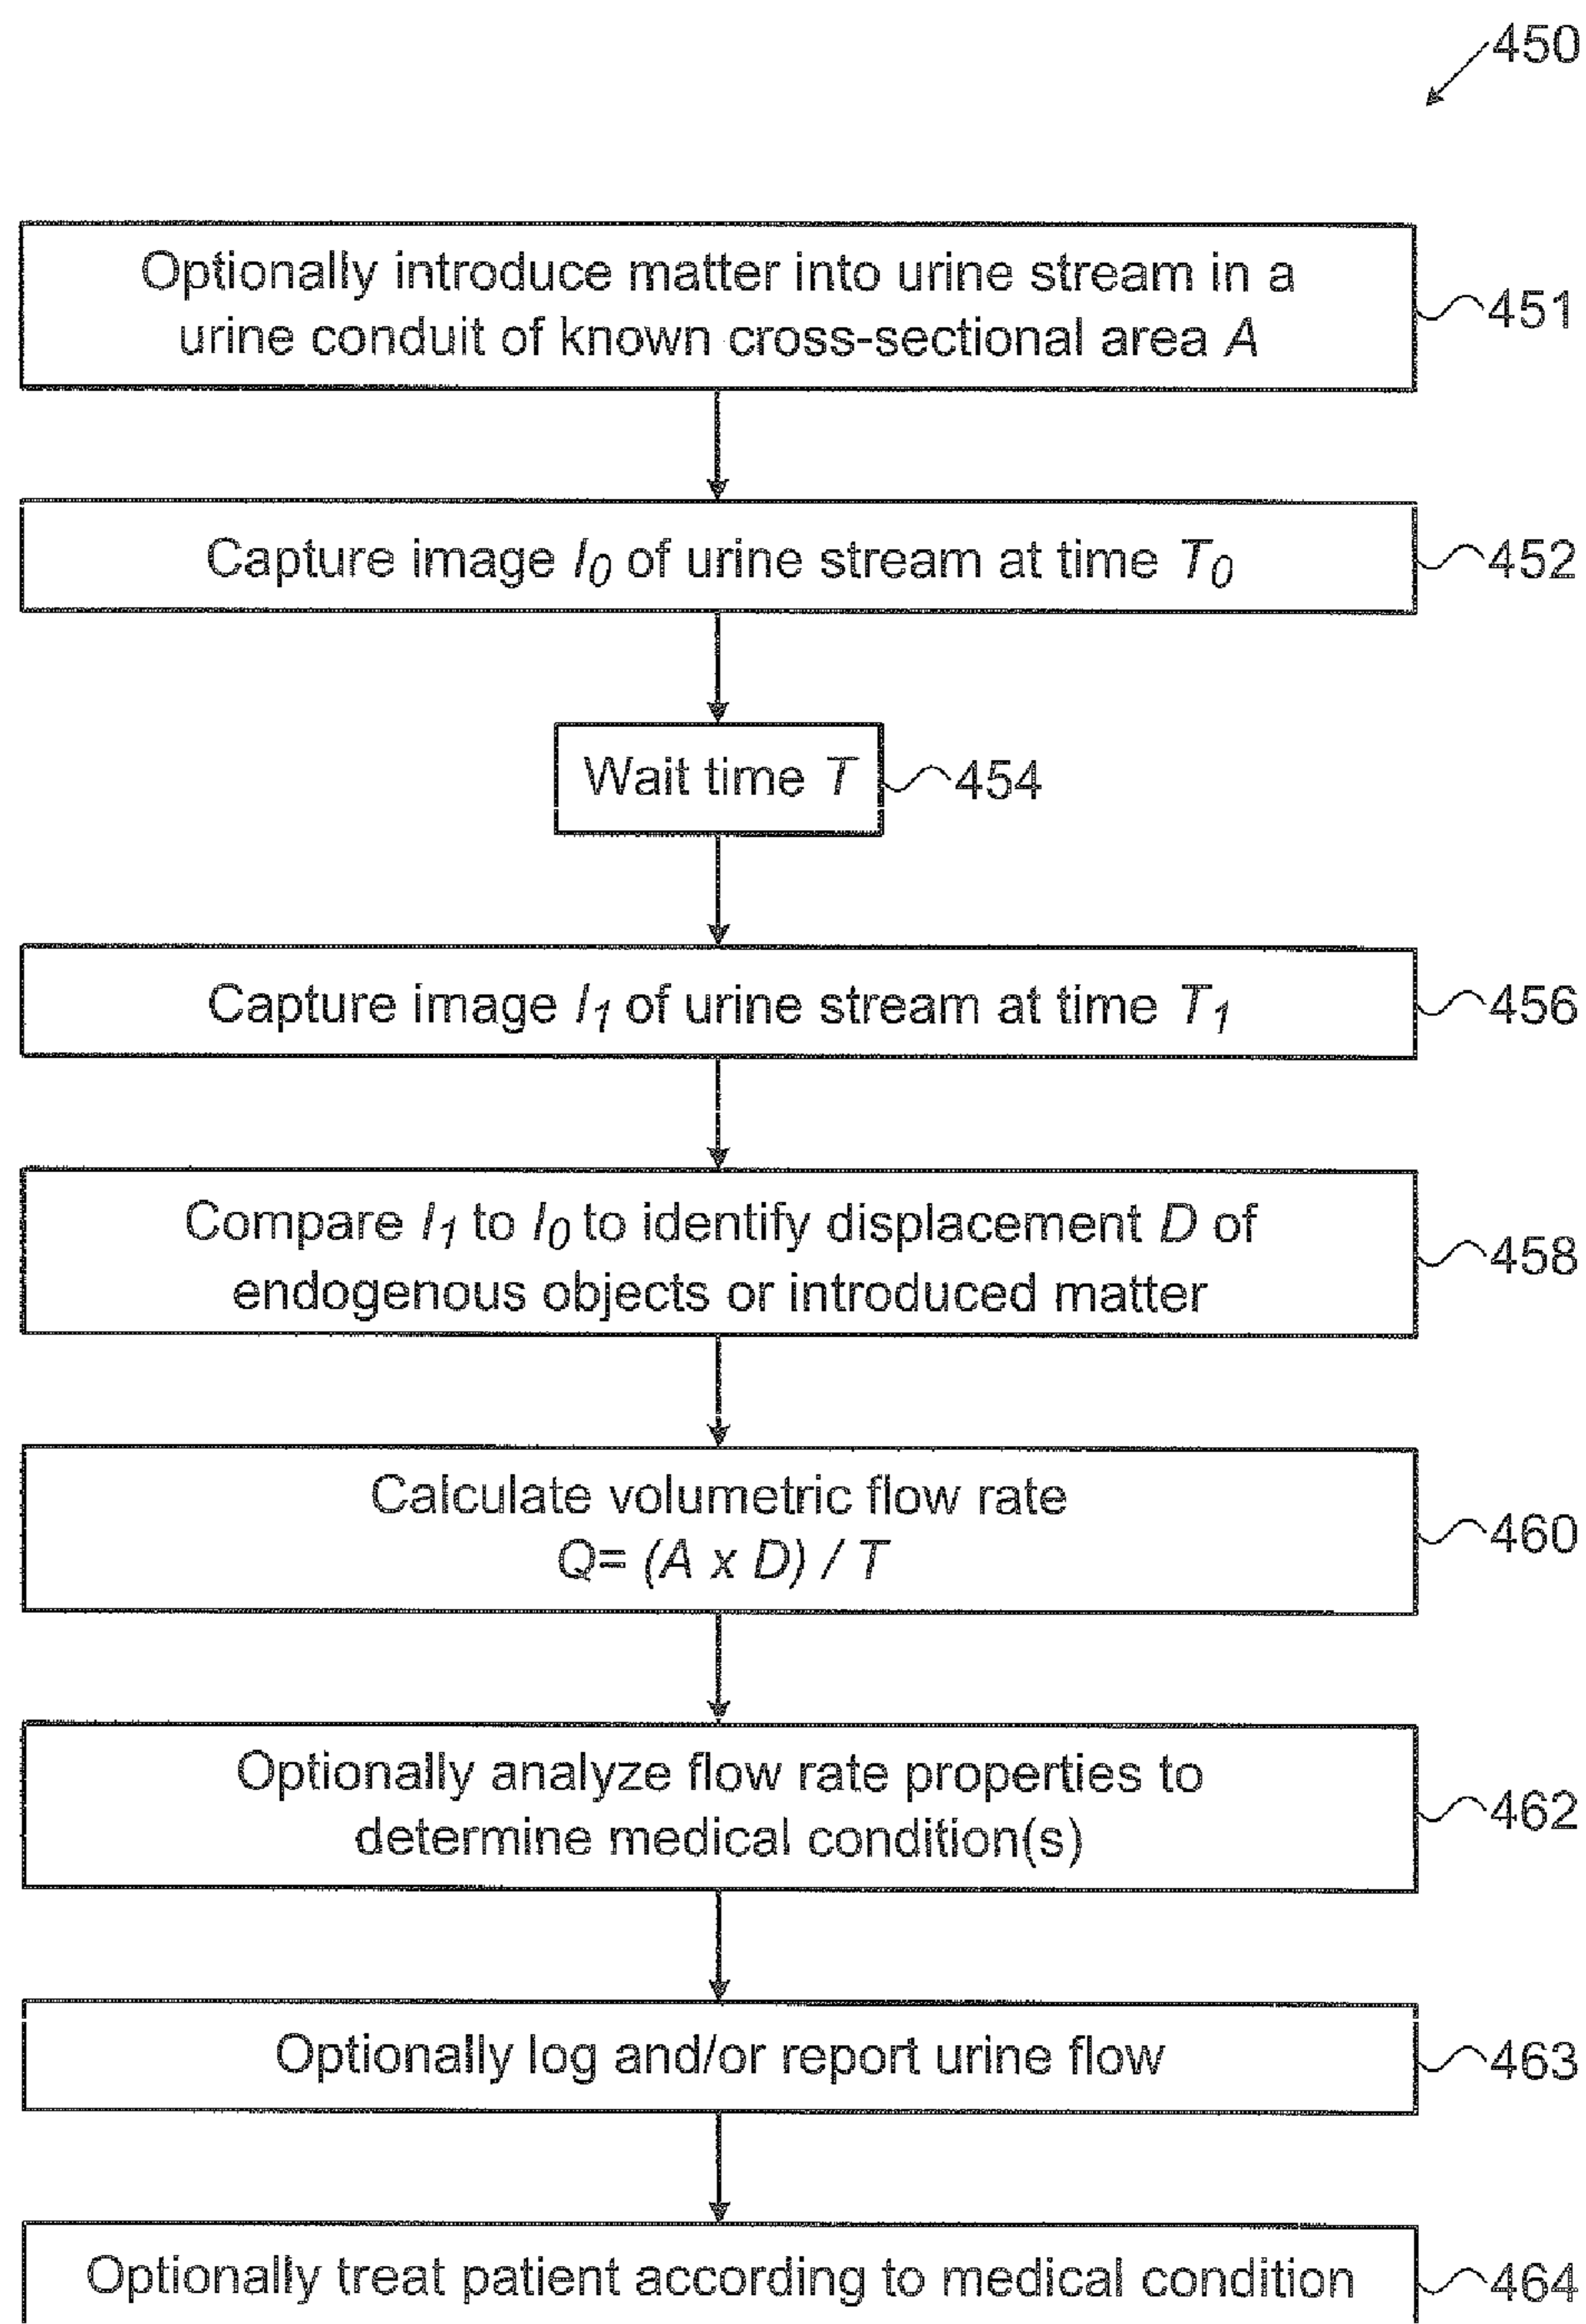 450
Optionally introduce matter into urine stream in a
urine conduit of known cross-sectional area A
451
Capture image I0 of urine stream at time T0
452
Wait time T
454
Capture image I1 of urine stream at time T1
456
Compare I1 to I0 to identify displacement D of
endogenous objects or introduced matter
458
Calculate volumetric flow rate
Q= (A x D) / T
460
Optionally analyze flow rate properties to
determine medical condition(s)
462
Optionally log and/or report urine flow
463
Optionally treat patient according to medical condition
464